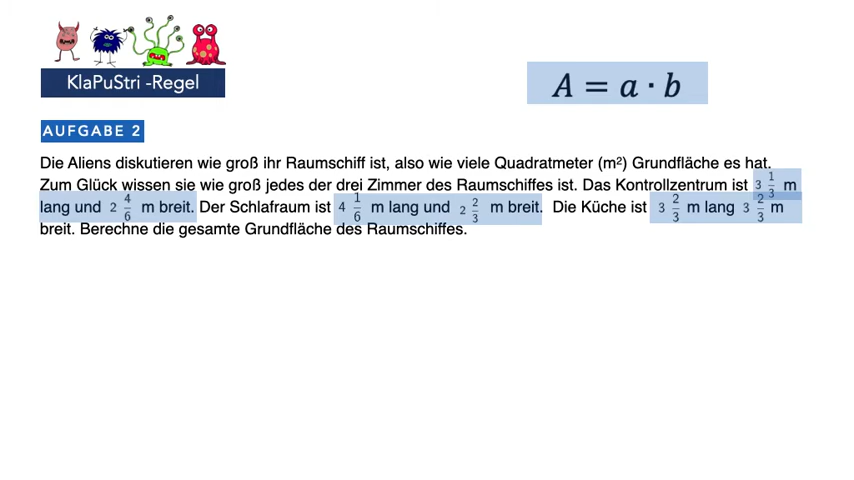 KlaPuStri -Regel
A = a · b
AUFGABE 2
Die Aliens diskutieren wie groß ihr Raumschiff ist, also wie viele Quadratmeter (m²) Grundfläche es hat.
Zum Glück wissen sie wie groß jedes der drei Zimmer des Raumschiffes ist. Das Kontrollzentrum ist 3 1/3 m
lang und 2 4/6 m breit. Der Schlafraum ist 4 1/6 m lang und 2 2/3 m breit. Die Küche ist 3 2/3 m lang 3 2/3 m
breit. Berechne die gesamte Grundfläche des Raumschiffes.